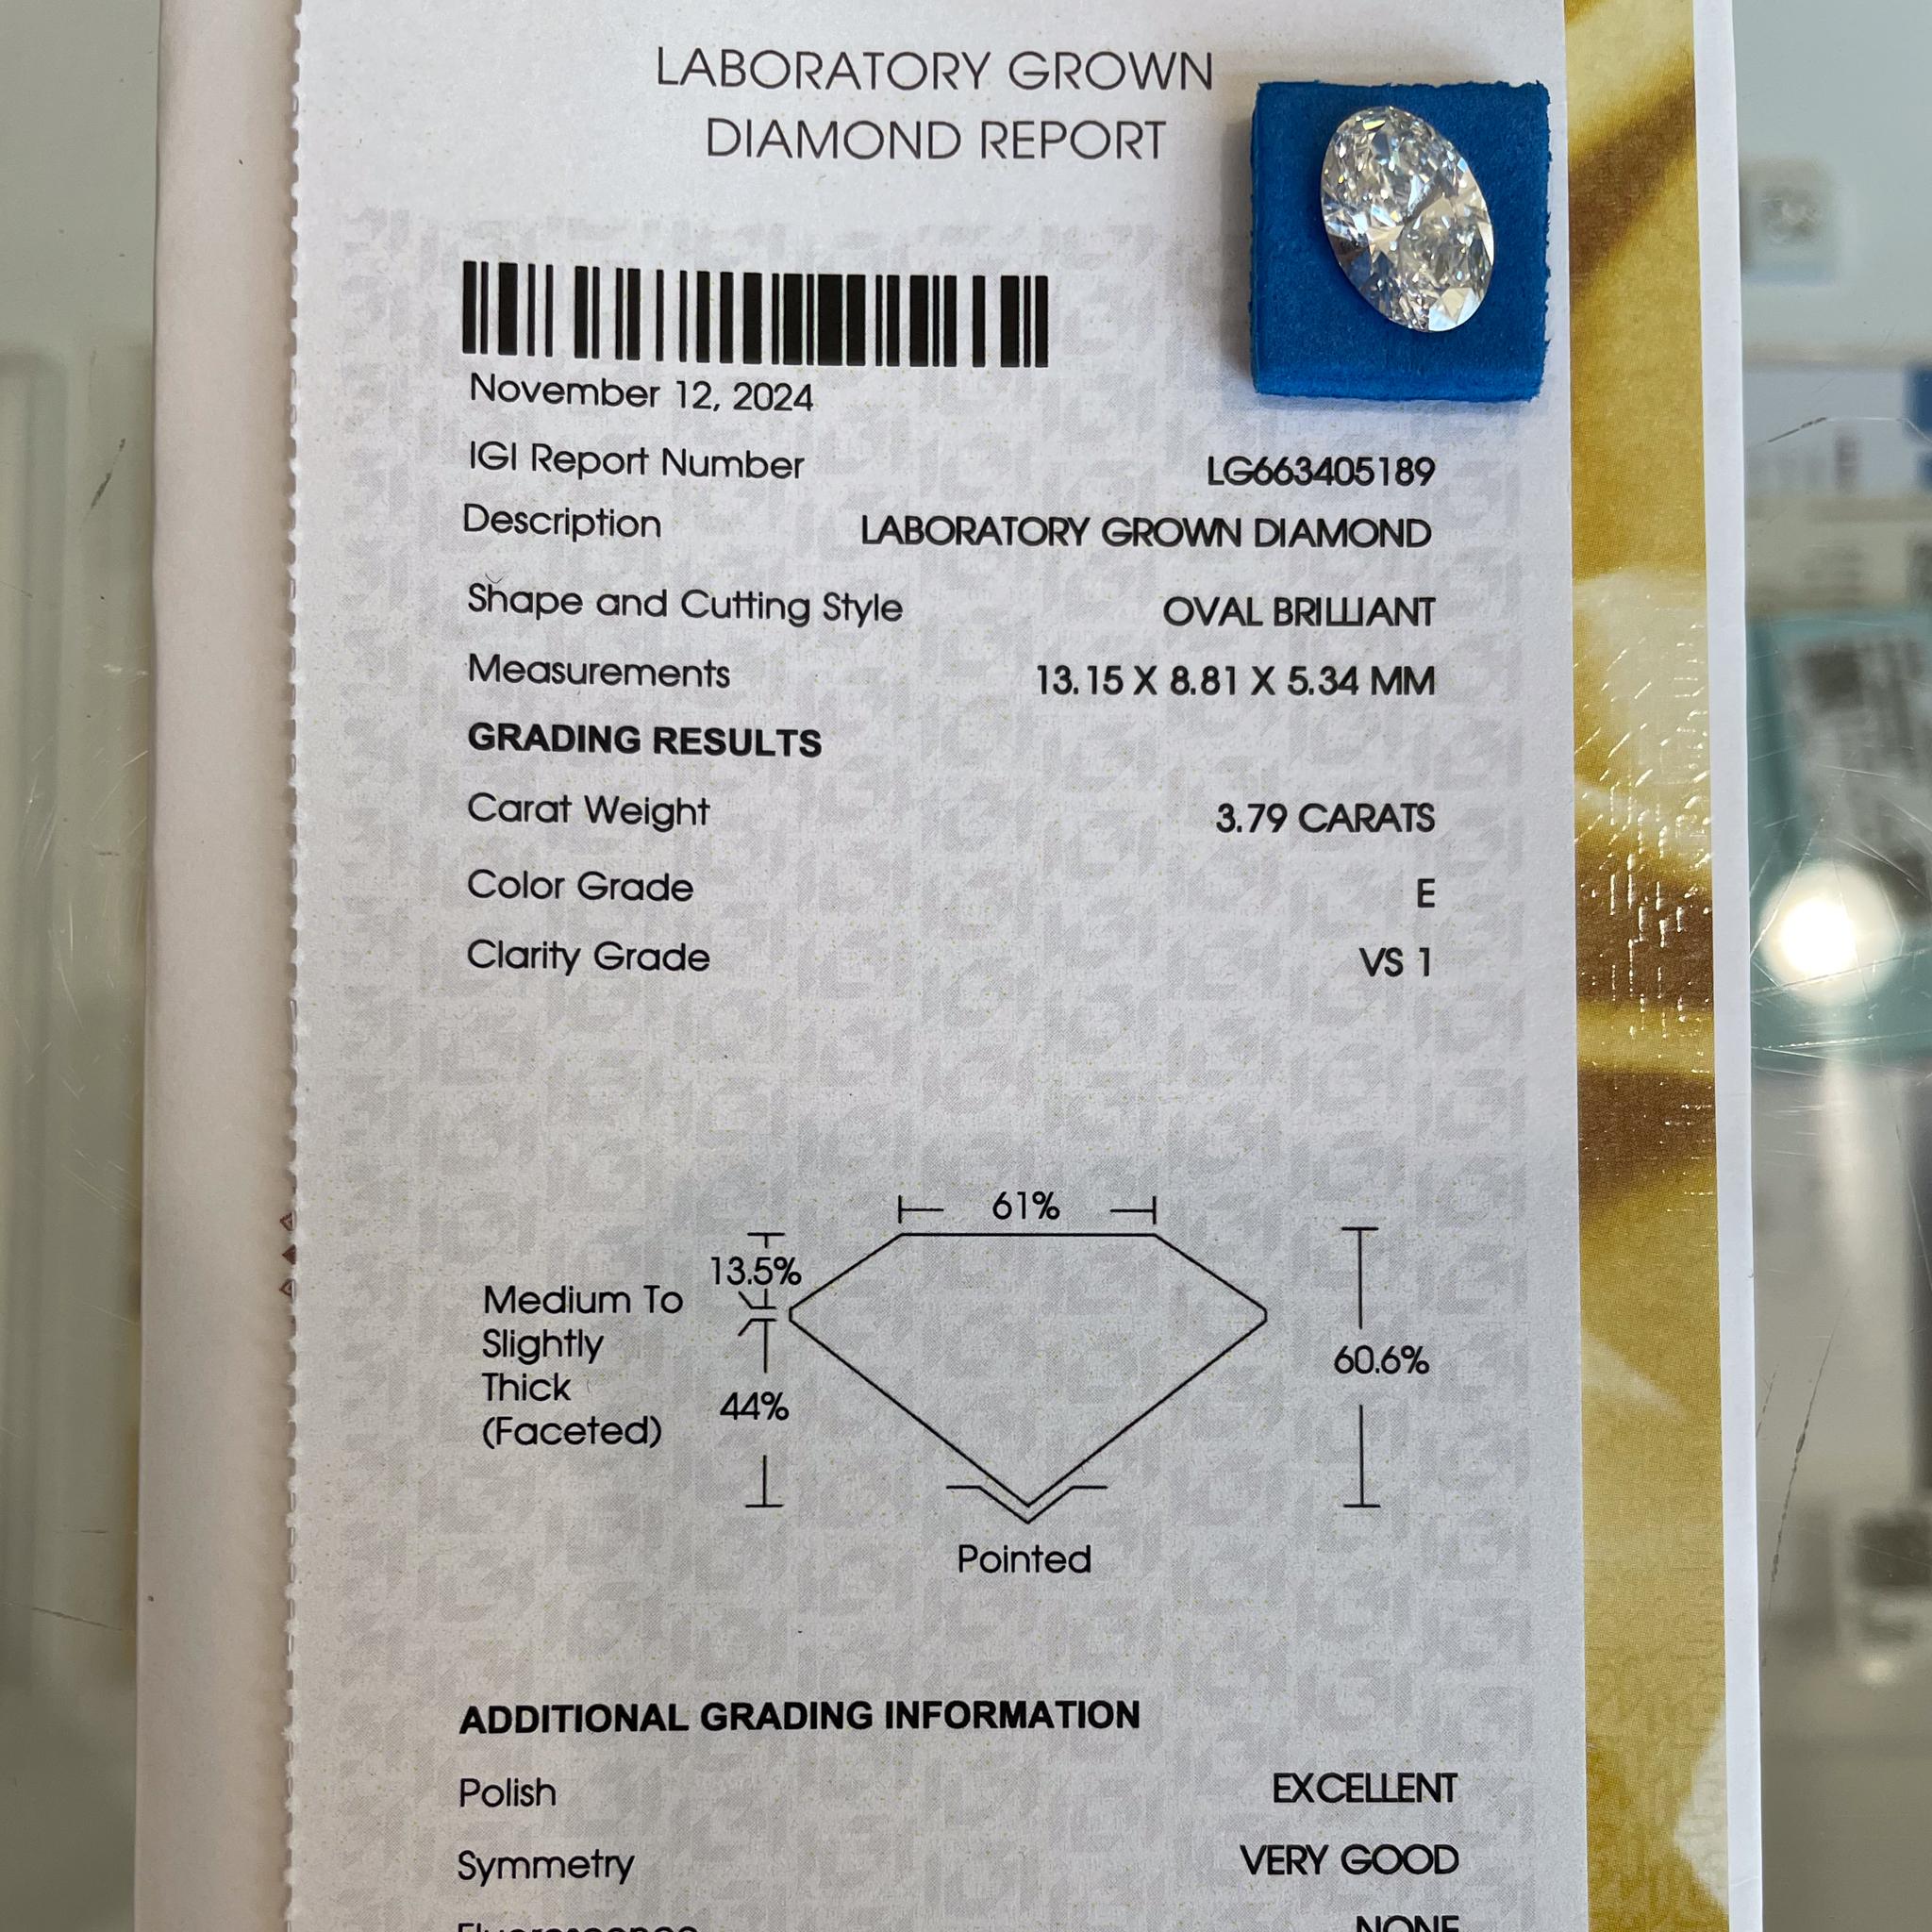 LABORATORY GROWN
DIAMOND REPORT
November 12, 2024
IGI Report Number LG663405189
Description LABORATORY GROWN DIAMOND
Shape and Cutting Style OVAL BRILLIANT
Measurements 13.15 X 8.81 X 5.34 MM
GRADING RESULTS
Carat Weight 3.79 CARATS
Color Grade E
Clarity Grade VS 1
61%
13.5%
Medium To
Slightly
Thick
(Faceted)
44%
60.6%
Pointed
ADDITIONAL GRADING INFORMATION
Polish EXCELLENT
Symmetry VERY GOOD
Fluorescence NONE